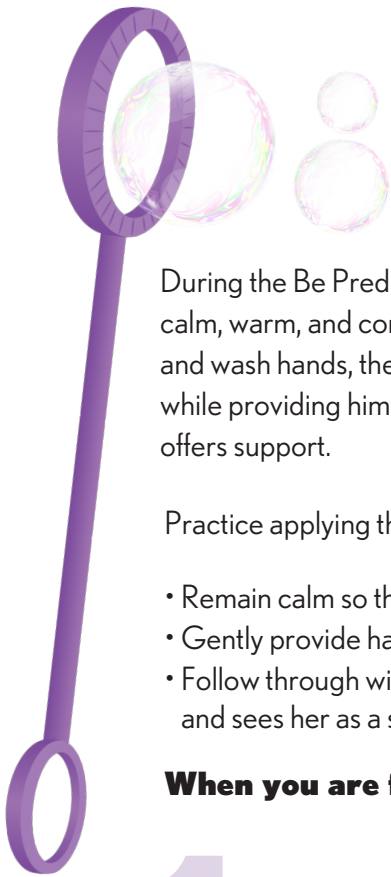 During the Be Pred
calm, warm, and co
and wash hands, the
while providing him
offers support.
Practice applying th
• Remain calm so th
• Gently provide ha
• Follow through wi
and sees her as a s
When you are